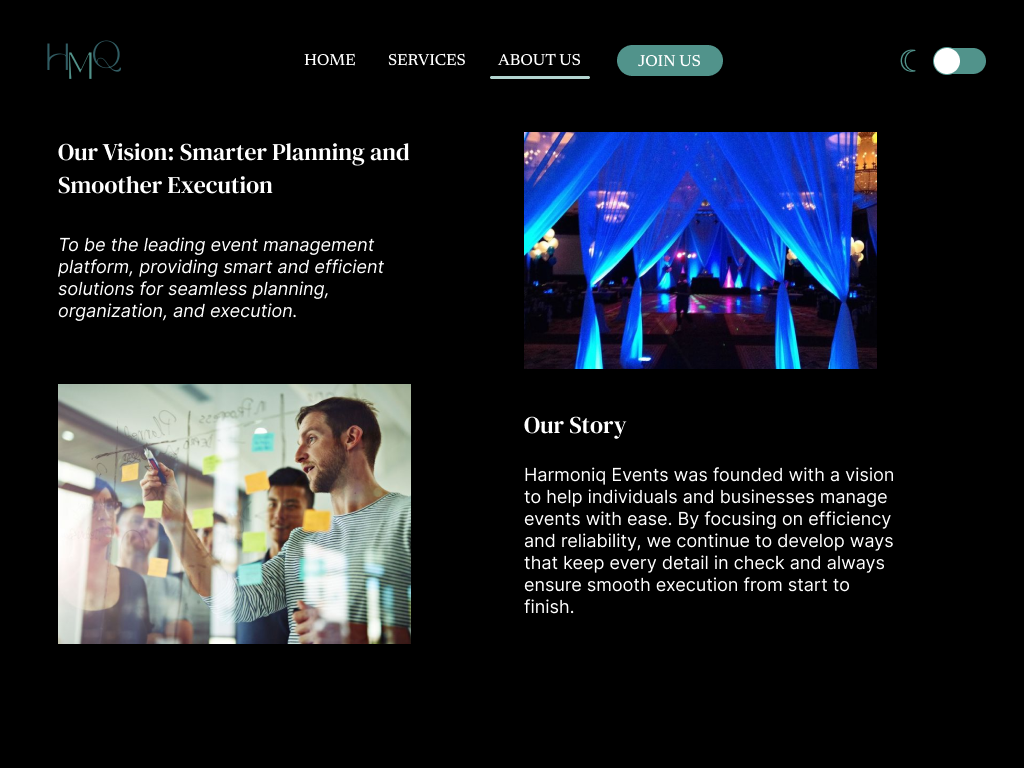 HMQ
HOME
SERVICES
ABOUT US
JOIN US
Our Vision: Smarter Planning and
Smoother Execution
To be the leading event management
platform, providing smart and efficient
solutions for seamless planning,
organization, and execution.
Our Story
Harmoniq Events was founded with a vision
to help individuals and businesses manage
events with ease. By focusing on efficiency
and reliability, we continue to develop ways
that keep every detail in check and always
ensure smooth execution from start to
finish.